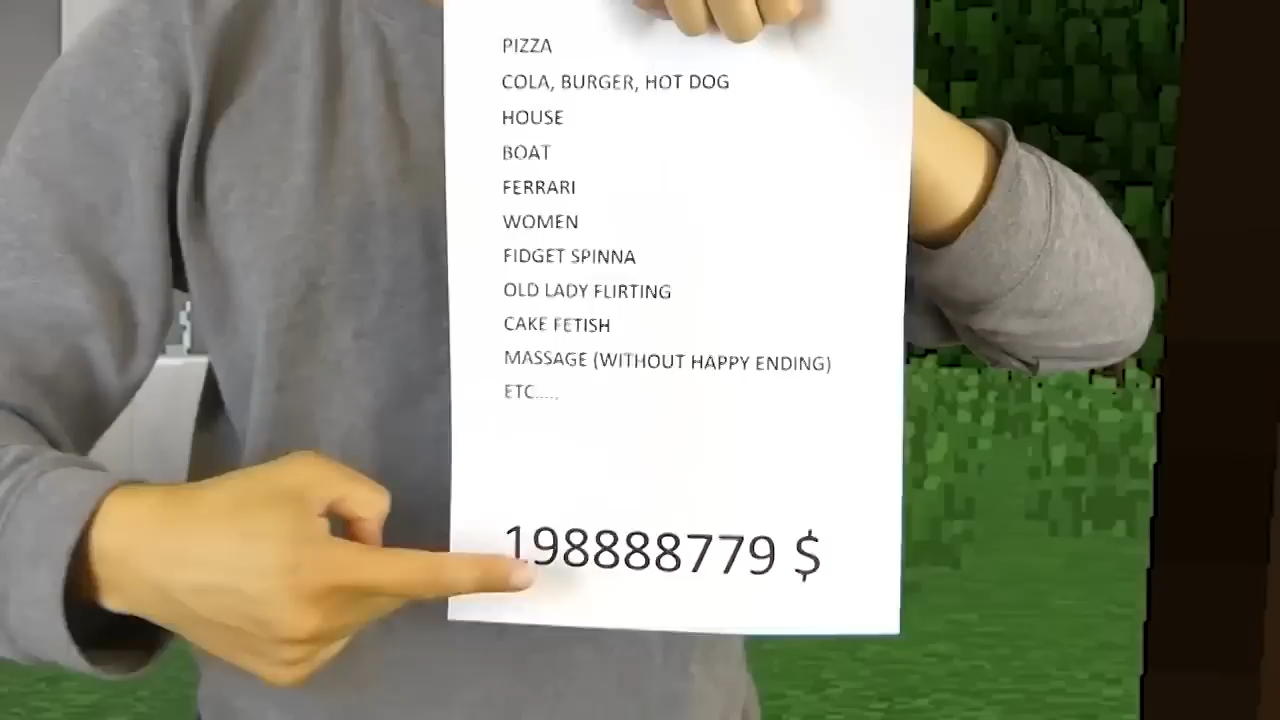 PIZZA
COLA, BURGER, HOT DOG
HOUSE
BOAT
FERRARI
WOMEN
FIDGET SPINNA
OLD LADY FLIRTING
CAKE FETISH
MASSAGE (WITHOUT HAPPY ENDING)
ETC.....
198888779 $